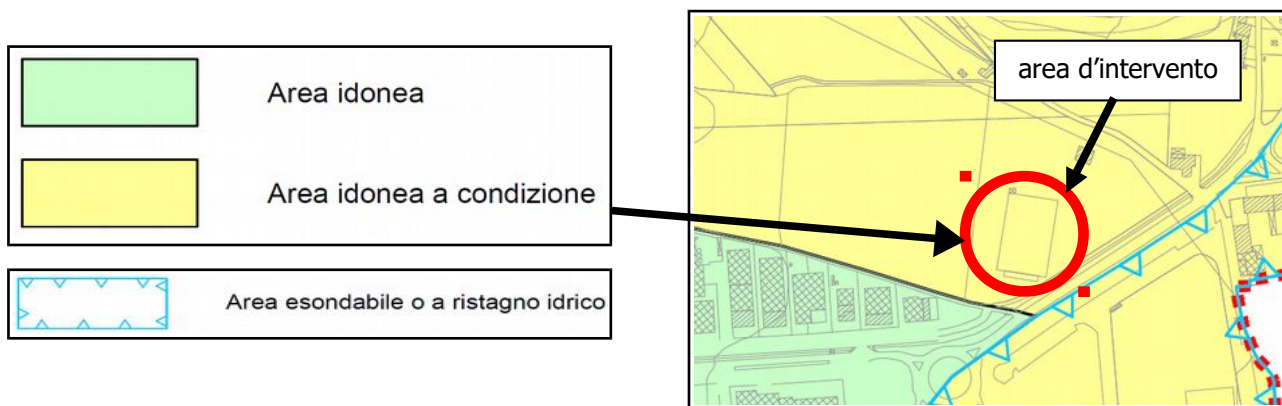 Area idonea
Area idonea a condizione
Area esondabile o a ristagno idrico
area d'intervento